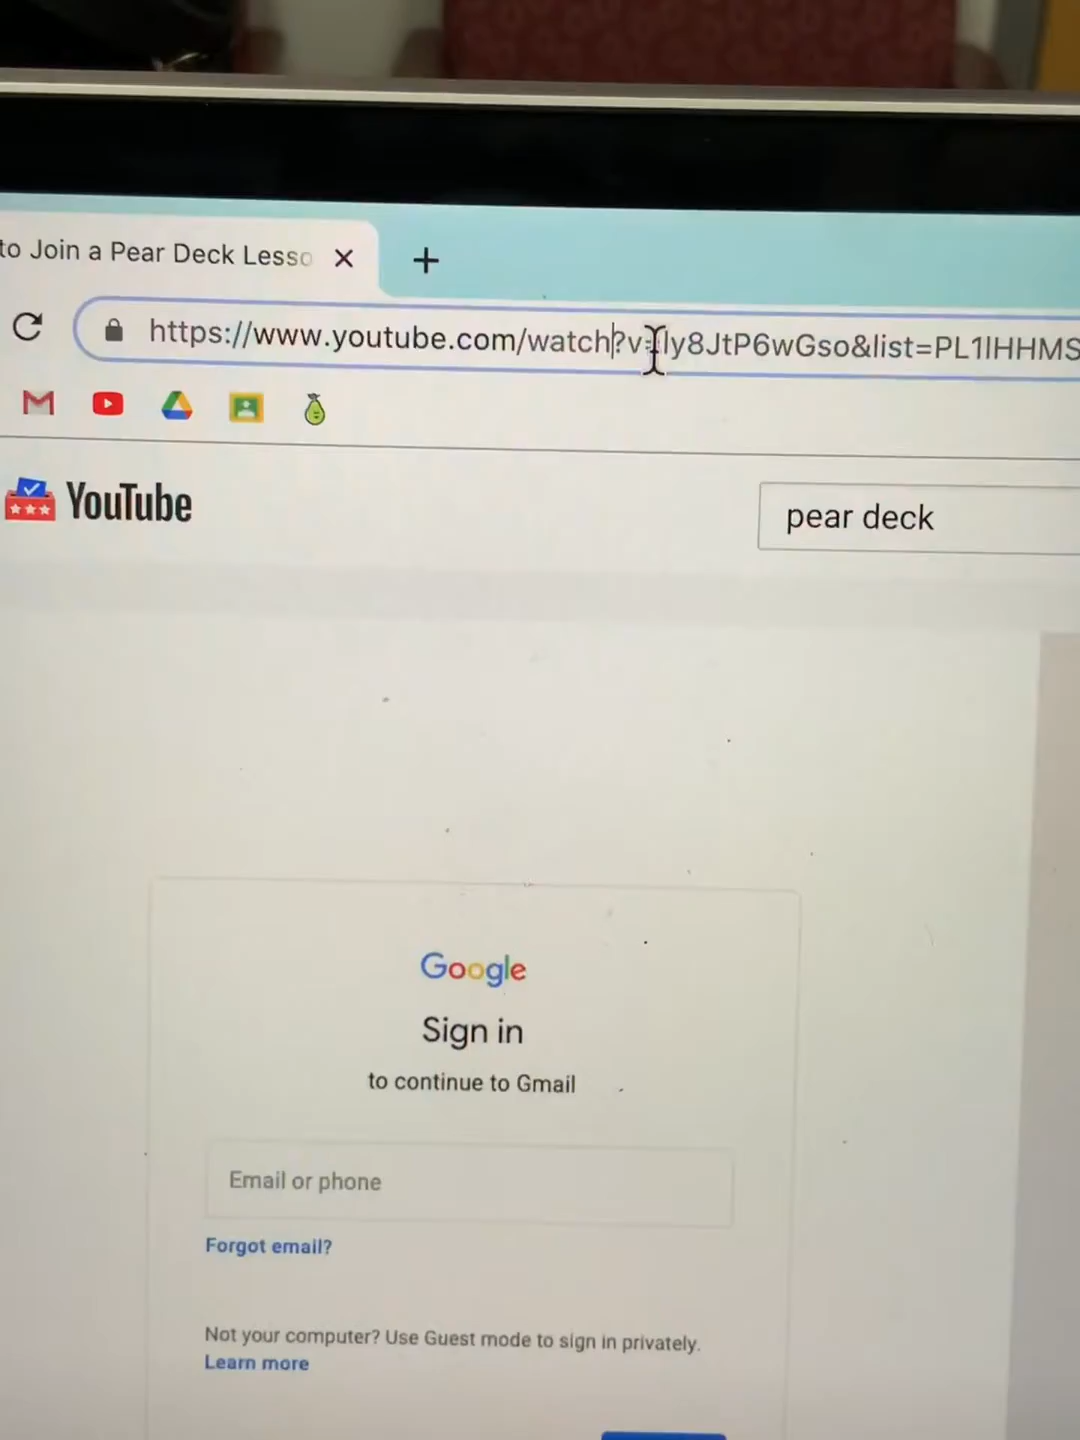 to Join a Pear Deck Lesso
https://www.youtube.com/watch?v=Ily8JtP6wGso&list=PL1IHHMS
YouTube
pear deck
Google
Sign in
to continue to Gmail
Email or phone
Forgot email?
Not your computer? Use Guest mode to sign in privately.
Learn more